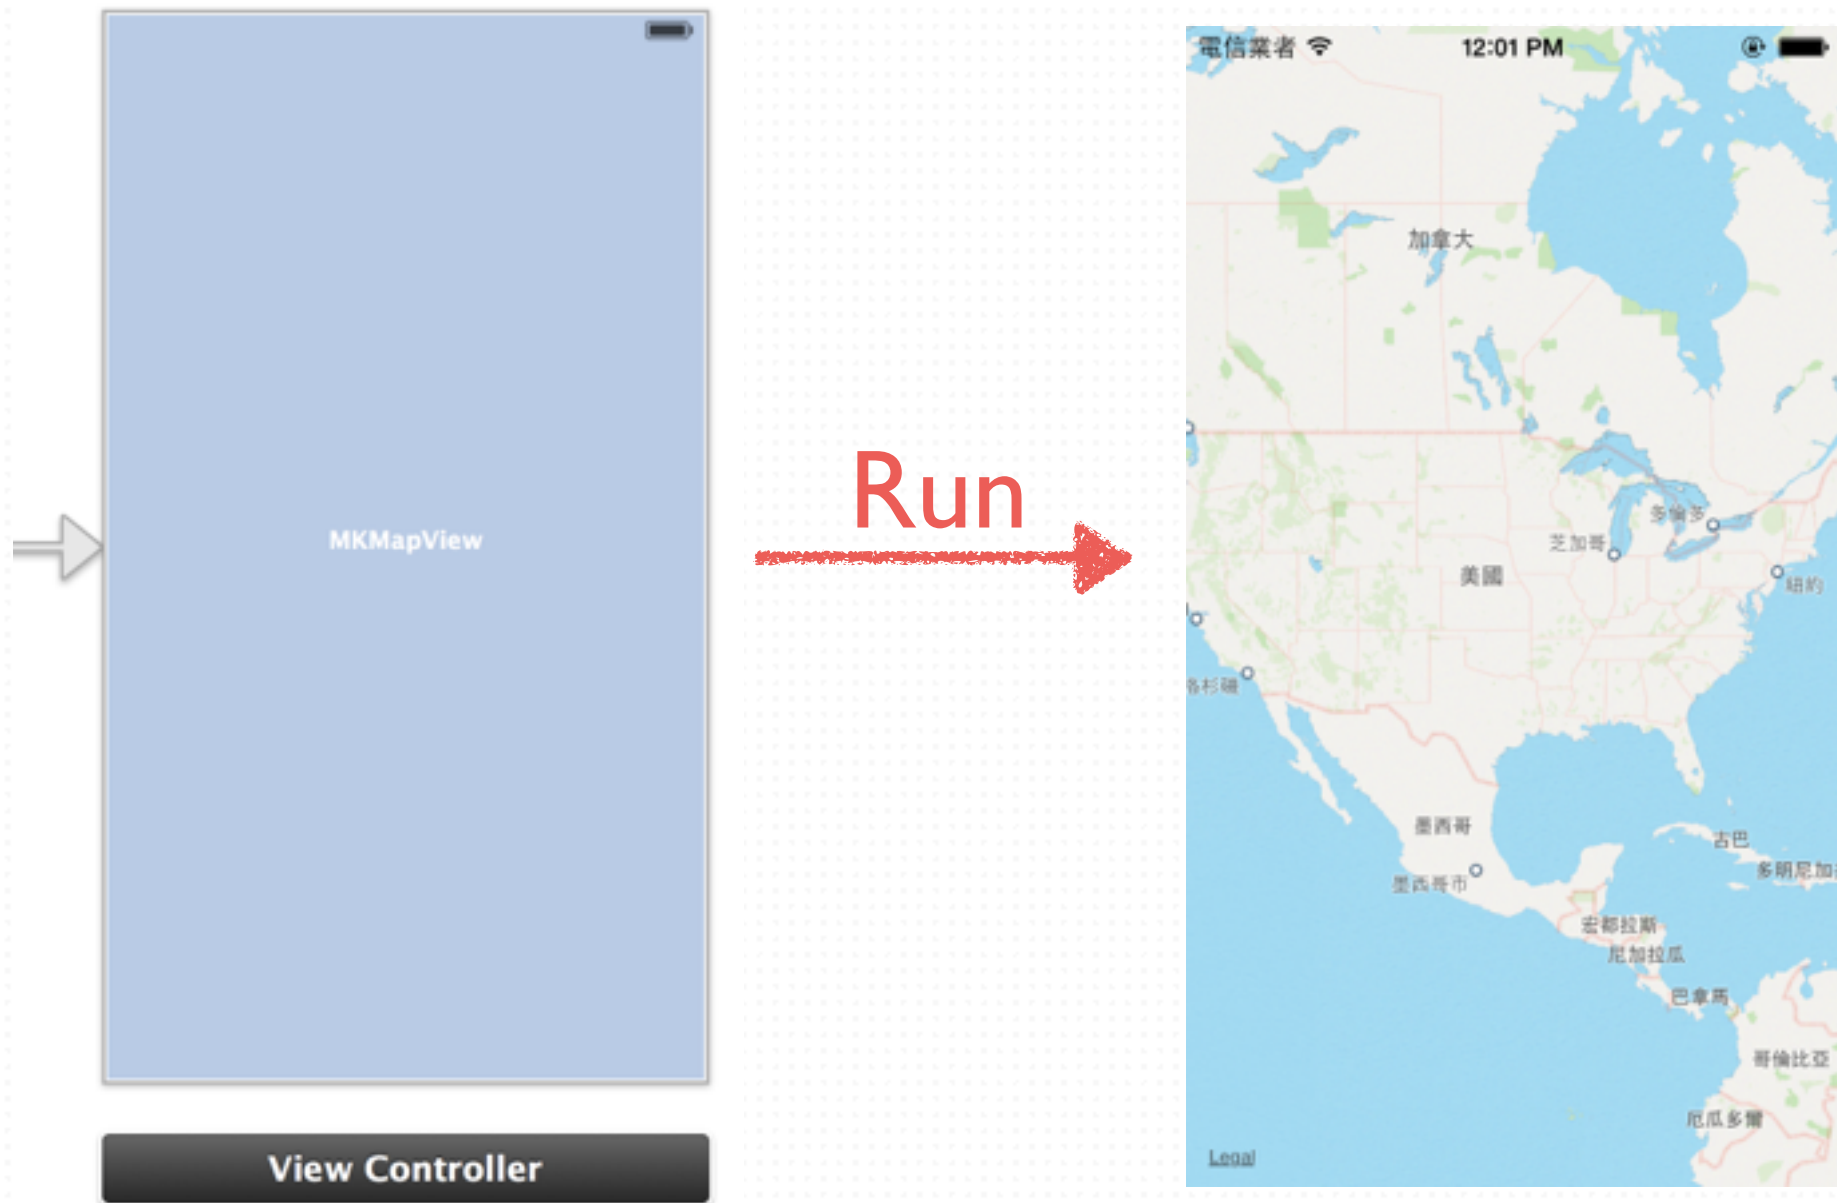 MKMapView
View Controller
Run
電信業者
12:01 PM
加拿大
多倫多
芝加哥
美國
紐約
洛杉磯
墨西哥
古巴
墨西哥市
多明尼加
宏都拉斯
尼加拉瓜
巴拿馬
哥倫比亞
厄瓜多爾
Legal